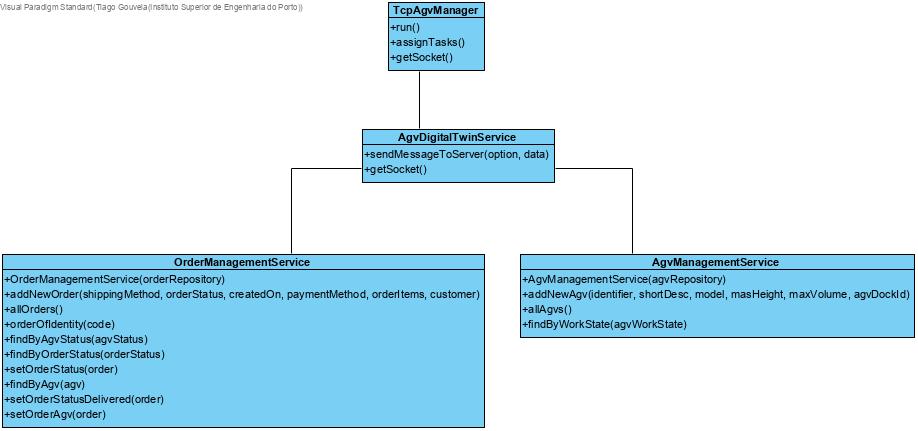 Visual Paradigm Standard(Tiago Gouveia(Instituto Superior de Engenharia do Porto))
TcpAgvManager
+run()
+assignTasks()
+getSocket()
AgvDigitalTwinService
+sendMessageToServer(option, data)
+getSocket()
OrderManagementService
+OrderManagementService(orderRepository)
+addNewOrder(shippingMethod, orderStatus, createdOn, paymentMethod, orderItems, customer)
+allOrders()
+orderOfIdentity(code)
+findByAgvStatus(agvStatus)
+findByOrderStatus(orderStatus)
+setOrderStatus(order)
+findByAgv(agv)
+setOrderStatusDelivered(order)
+setOrderAgv(order)
AgvManagementService
+AgvManagementService(agvRepository)
+addNewAgv(identifier, shortDesc, model, masHeight, maxVolume, agvDockId)
+allAgvs()
+findByWorkState(agvWorkState)